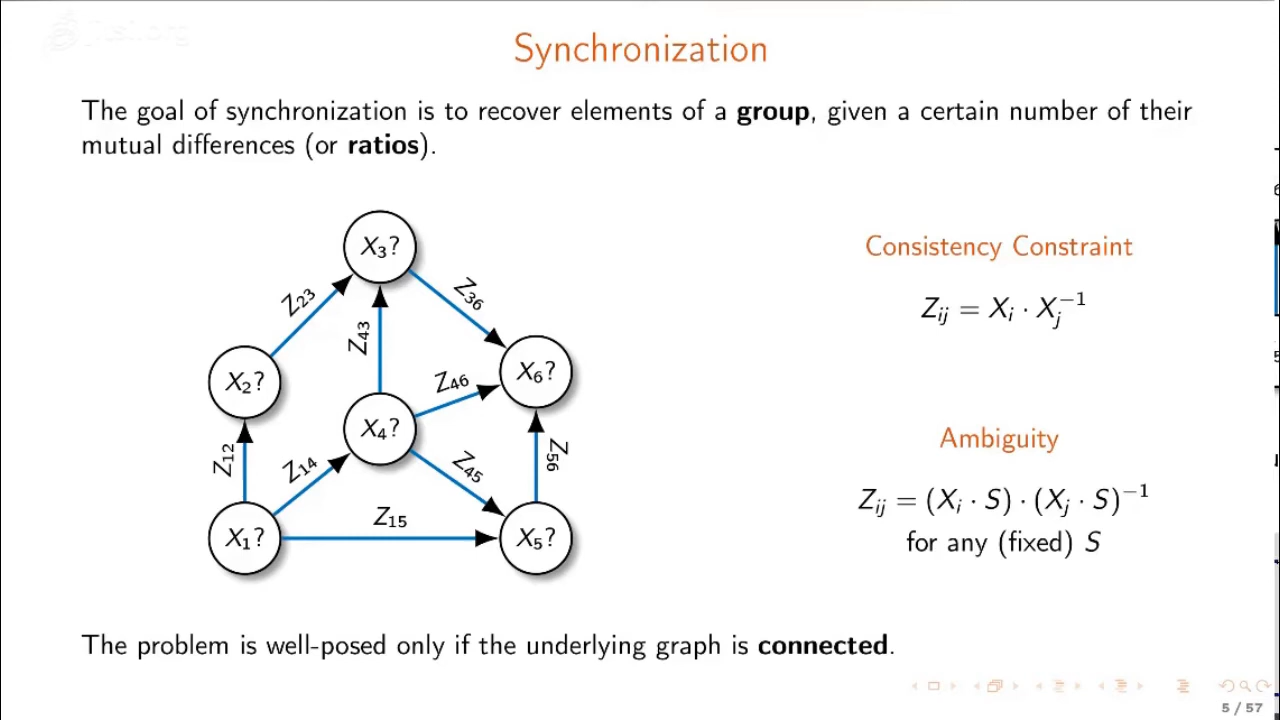 Synchronization
The goal of synchronization is to recover elements of a group, given a certain number of their
mutual differences (or ratios).
X₃?
Z₂₃
Z₃₆
Z₄₃
X₂?
Z₄₆
X₆?
X₄?
Z₁₂
Z₁₄
Z₄₅
Z₅₆
Z₁₅
X₁?
X₅?
Consistency Constraint
Zᵢⱼ = Xᵢ · Xⱼ⁻¹
Ambiguity
Zᵢⱼ = (Xᵢ · S) · (Xⱼ · S)⁻¹
for any (fixed) S
The problem is well-posed only if the underlying graph is connected.
5 / 57